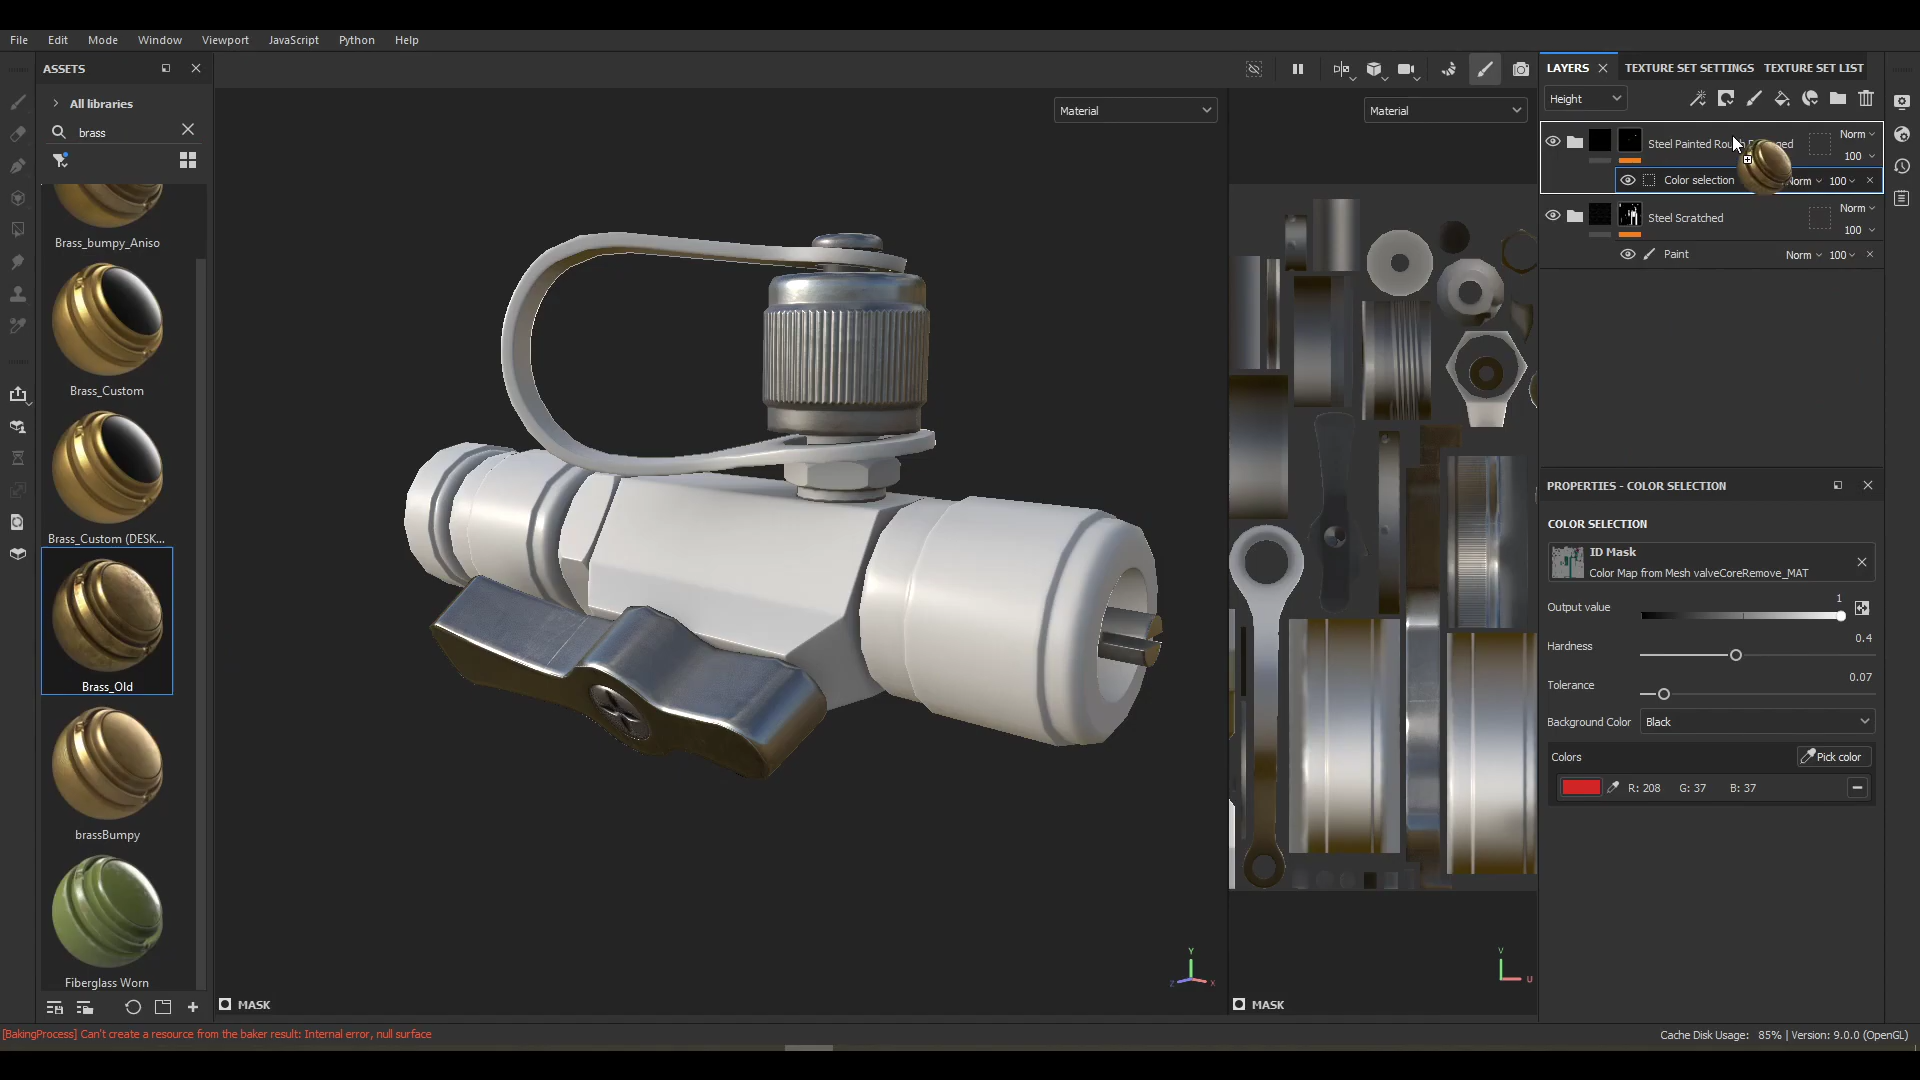 File Edit Mode Window Viewport JavaScript Python Help
ASSETS
All libraries
brass
Brass_bumpy_Aniso
Brass_Custom
Brass_Custom (DESK...
Brass_Old
brassBumpy
Fiberglass Worn
Material
Y
Z X
MASK
Material
V
U
MASK
LAYERS TEXTURE SET SETTINGS TEXTURE SET LIST
Height
Steel Painted Norm
100
Color selection Norm 100
Steel Scratched Norm
100
Paint Norm 100
PROPERTIES - COLOR SELECTION
COLOR SELECTION
ID Mask
Color Map from Mesh valveCoreRemove_MAT
Output value 1
Hardness 0.4
Tolerance 0.07
Background Color Black
Colors Pick color
R: 208 G: 37 B: 37
[BakingProcess] Can't create a resource from the baker result: Internal error, null surface
Cache Disk Usage: 85% | Version: 9.0.0 (OpenGL)